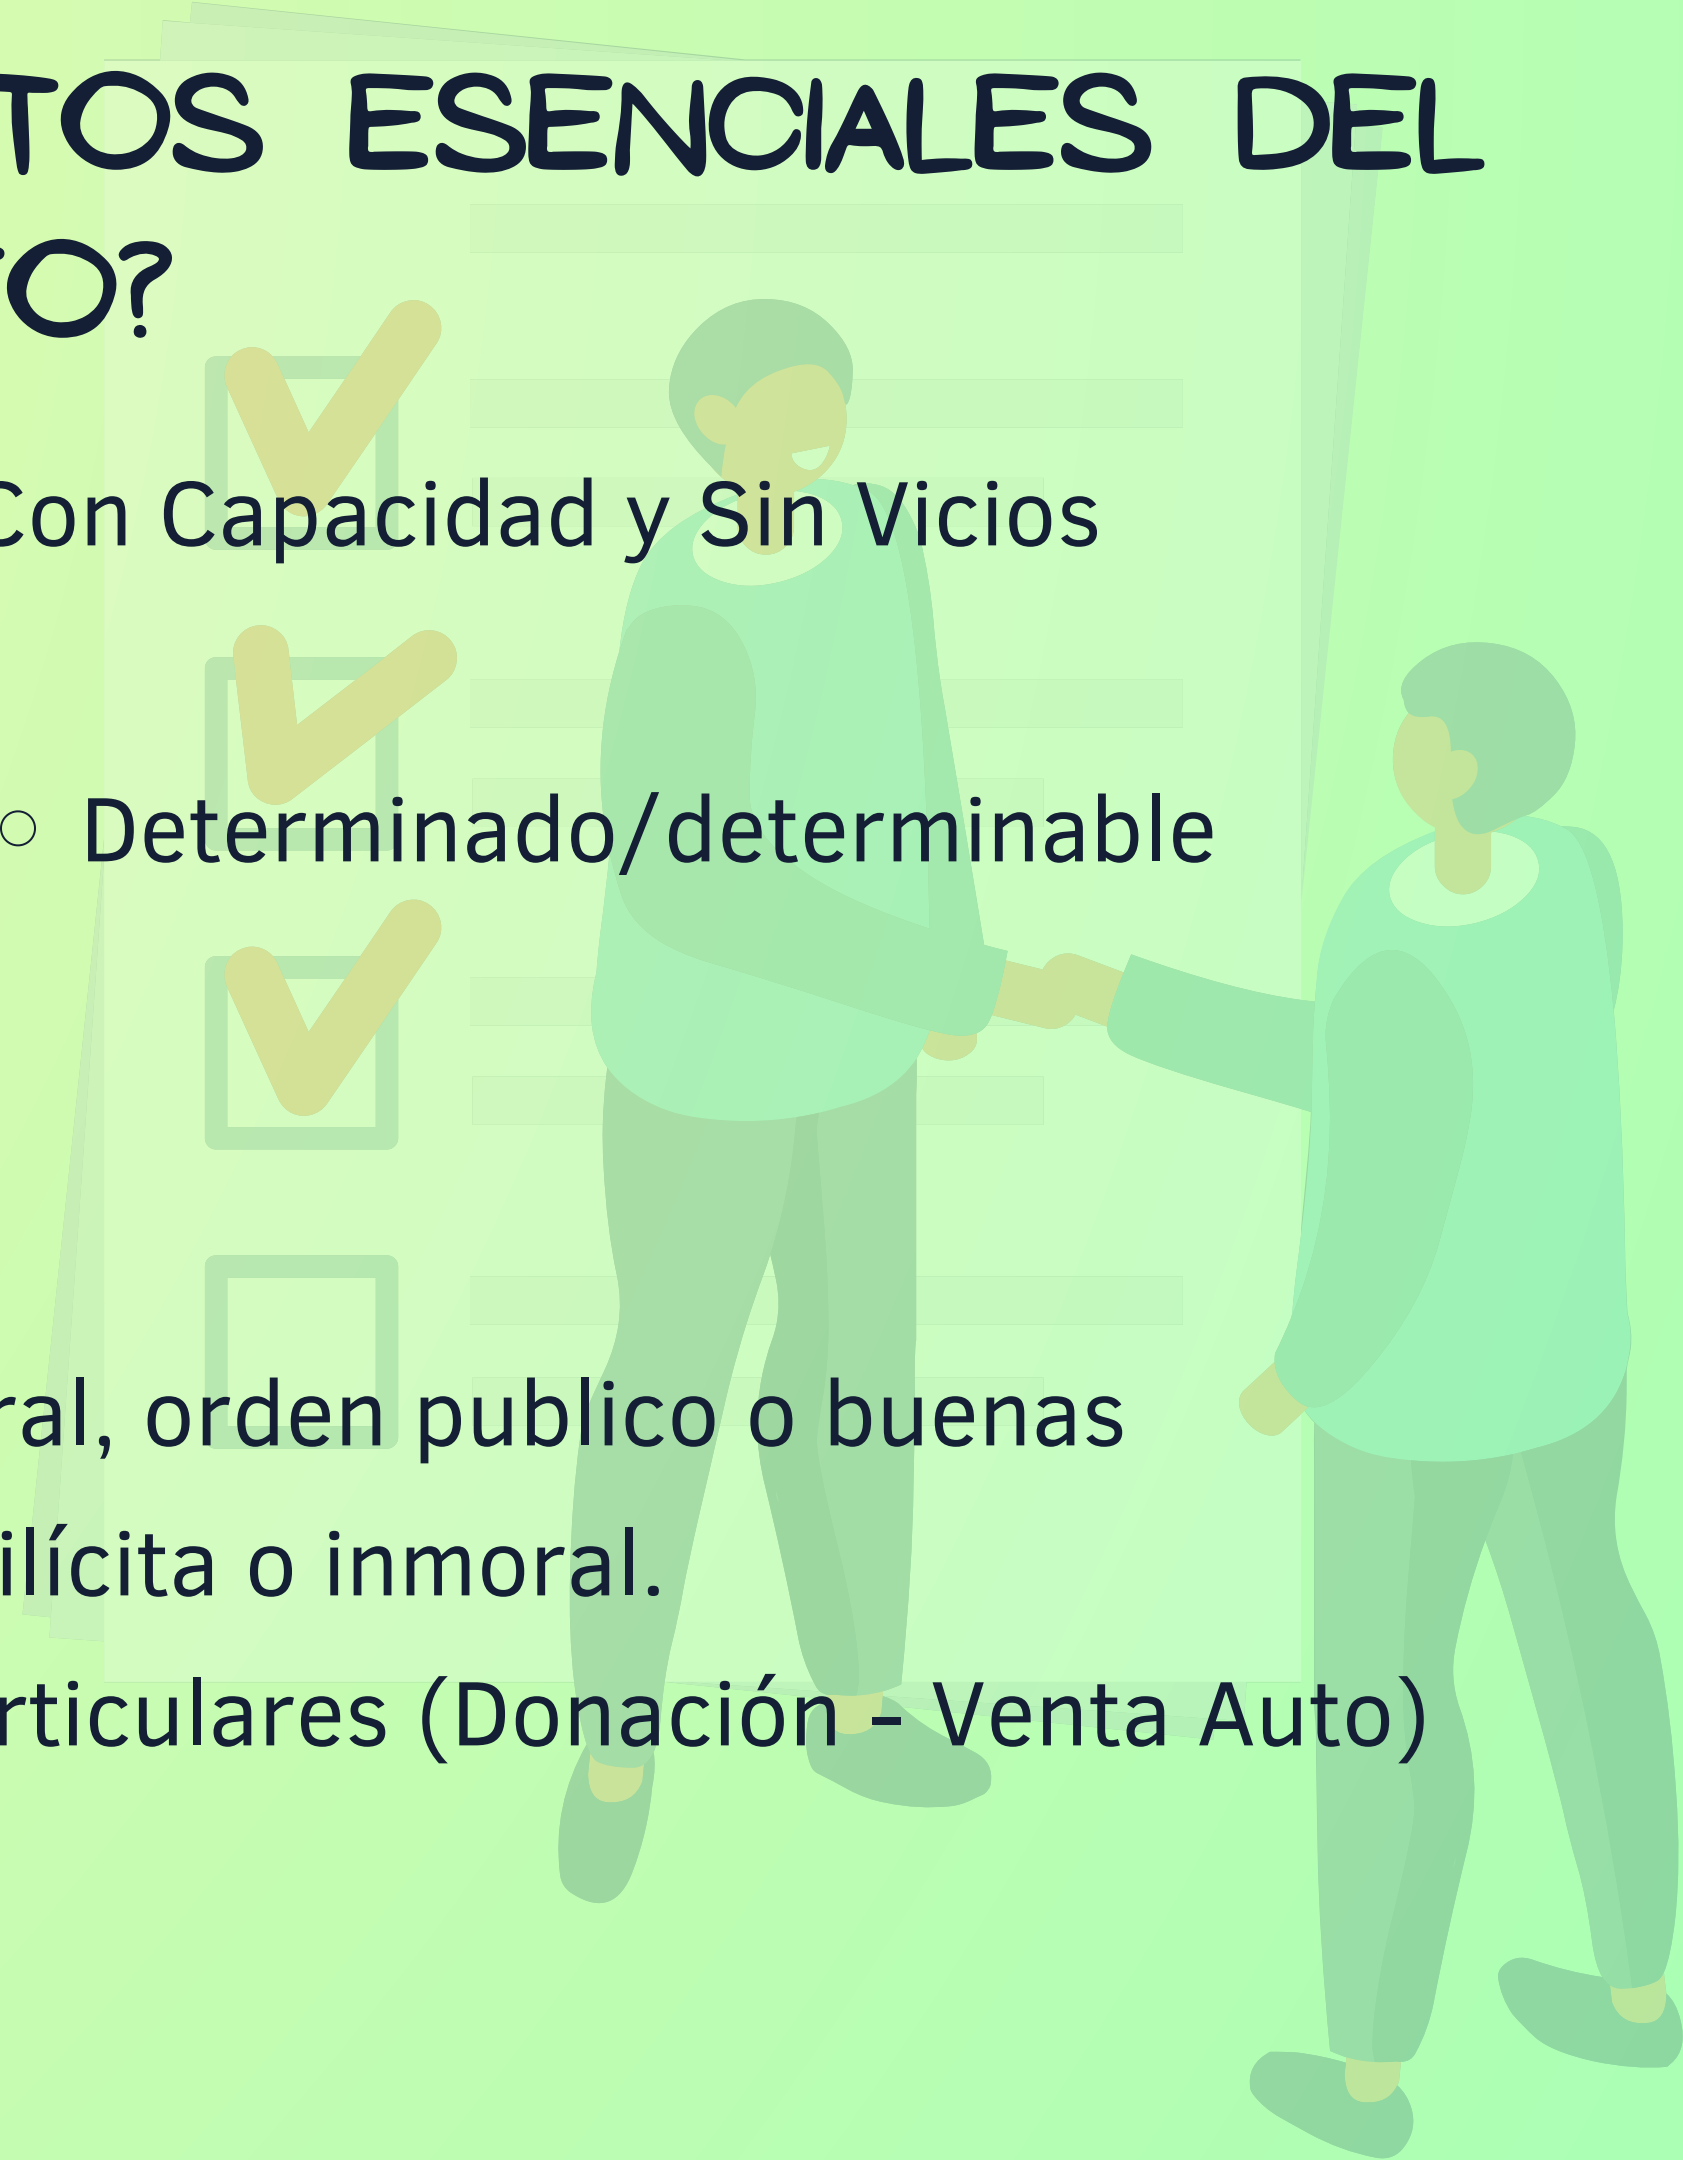 TOS ESENCIALES DEL
O?
Con Capacidad y Sin Vicios
○ Determinado/determinable
ral, orden publico o buenas
ilícita o inmoral.
rticulares (Donación - Venta Auto)